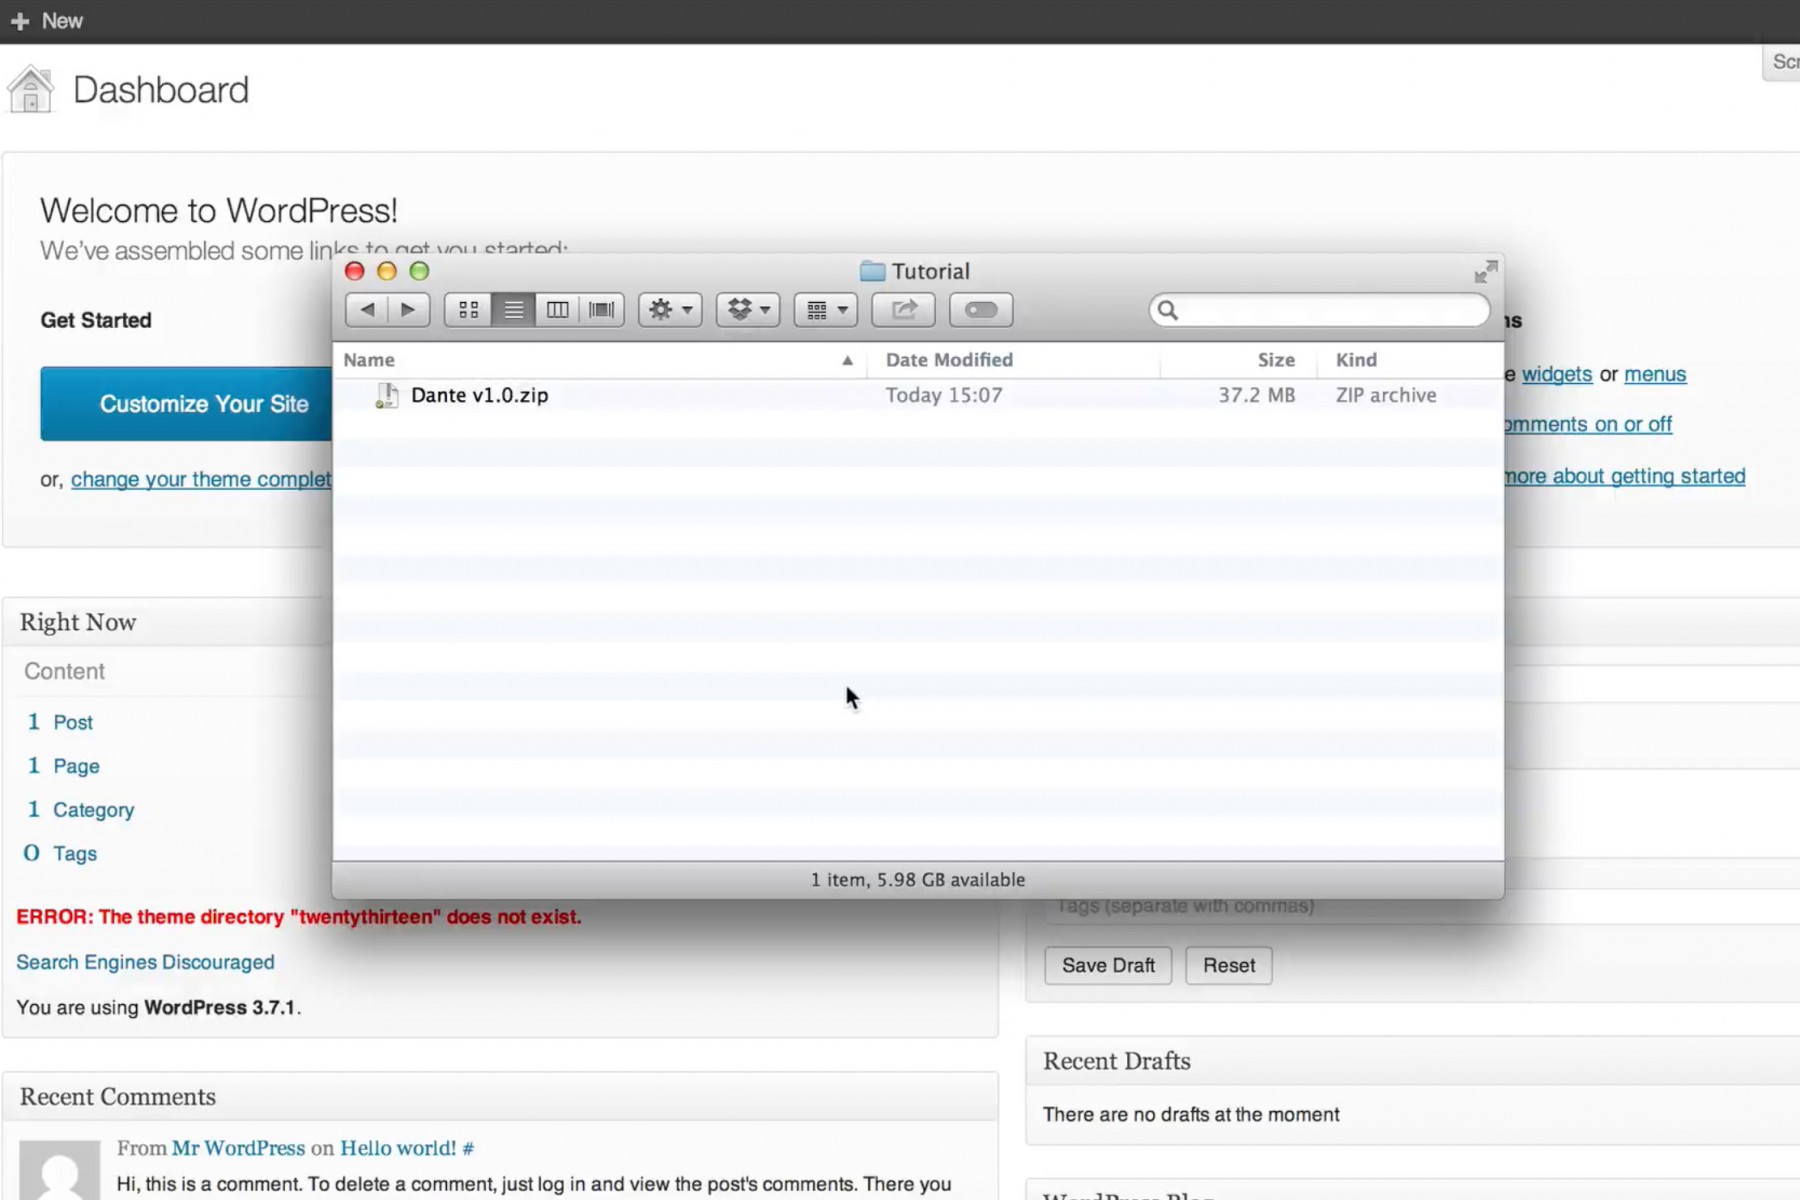 New
Scr
Dashboard
Welcome to WordPress!
We've assembled some links to get you started:
Get Started
Customize Your Site
or, change your theme complet
Tutorial
Name Date Modified Size Kind
Dante v1.0.zip Today 15:07 37.2 MB ZIP archive
1 item, 5.98 GB available
ns
e widgets or menus
omments on or off
more about getting started
Right Now
Content
1 Post
1 Page
1 Category
0 Tags
ERROR: The theme directory "twentythirteen" does not exist.
Search Engines Discouraged
You are using WordPress 3.7.1.
Tags (separate with commas)
Save Draft Reset
Recent Comments
From Mr WordPress on Hello world! #
Hi, this is a comment. To delete a comment, just log in and view the post's comments. There you
Recent Drafts
There are no drafts at the moment
WordPress Blog